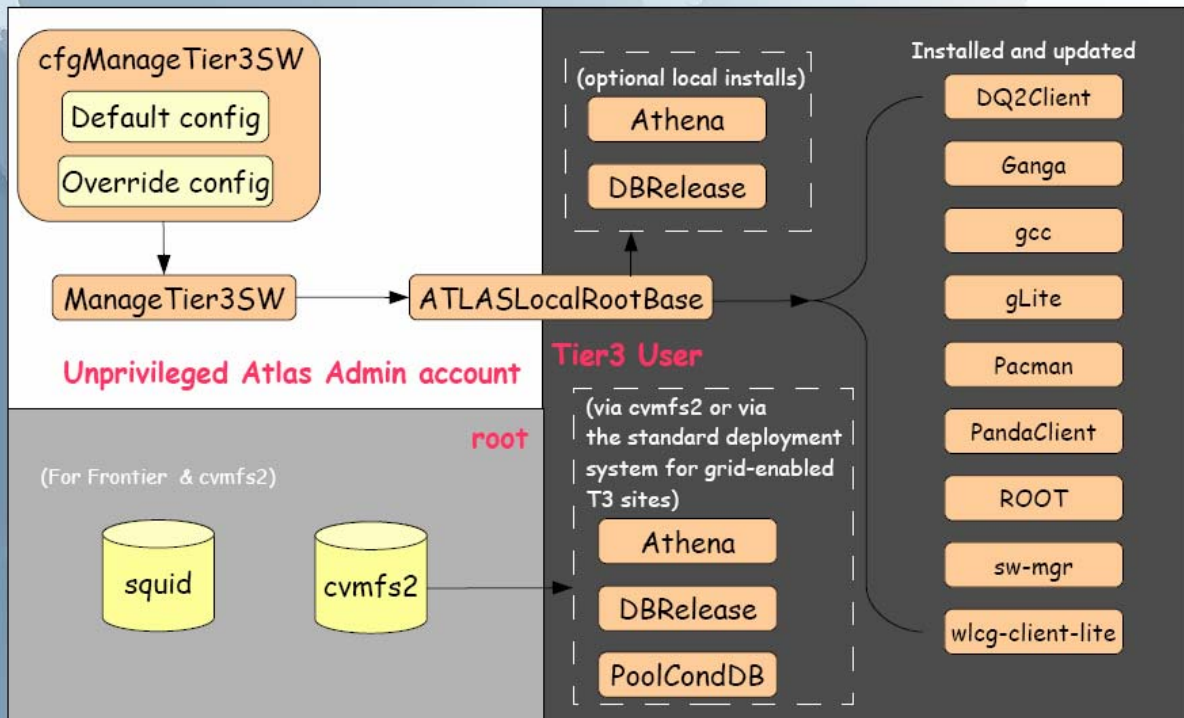 cfgManageTier3SW
Default config
Override config
ManageTier3SW
ATLASLocalRootBase
Unprivileged Atlas Admin account
(optional local installs)
Athena
DBRelease
Tier3 User
Installed and updated
DQ2Client
Ganga
gcc
gLite
Pacman
PandaClient
ROOT
sw-mgr
wlcg-client-lite
root
(For Frontier & cvmfs2)
squid
cvmfs2
(via cvmfs2 or via
the standard deployment
system for grid-enabled
T3 sites)
Athena
DBRelease
PoolCondDB